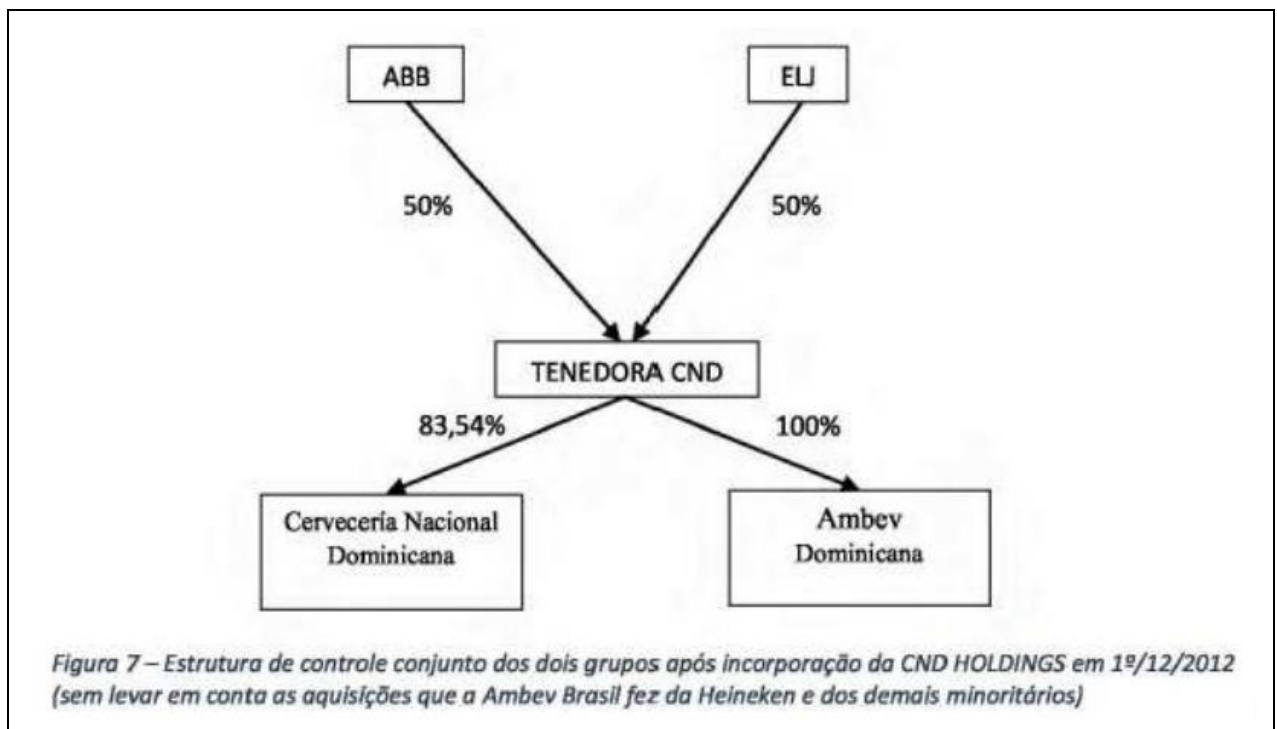 ABB
ELJ
50%
50%
TENEDORA CND
83,54%
100%
Cervecería Nacional
Dominicana
Ambev
Dominicana
Figura 7 – Estrutura de controle conjunto dos dois grupos após incorporação da CND HOLDINGS em 1º/12/2012
(sem levar em conta as aquisições que a Ambev Brasil fez da Heineken e dos demais minoritários)